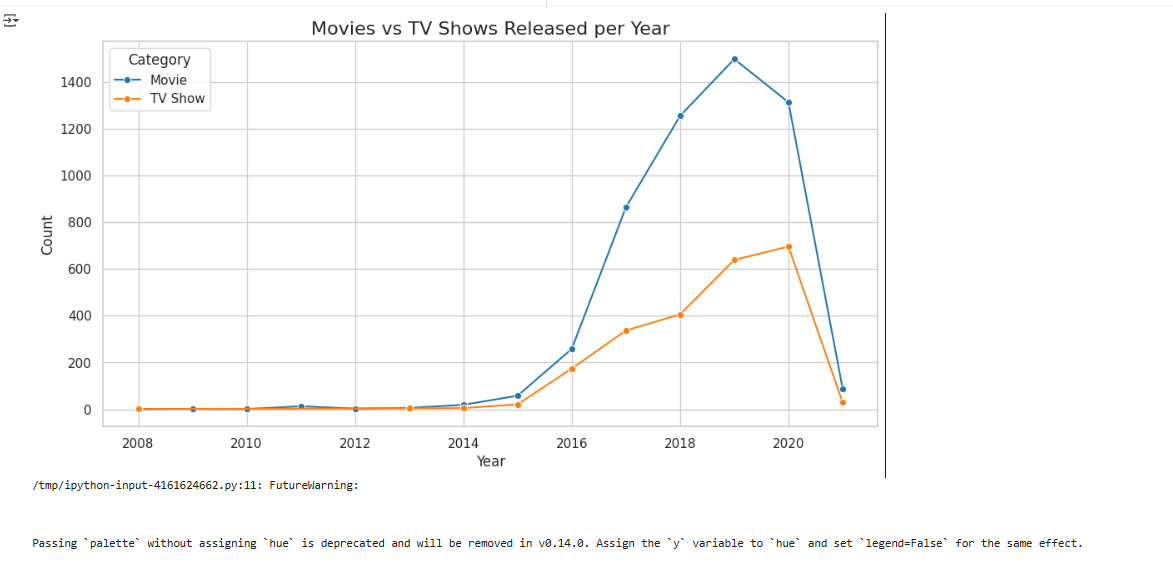 Movies vs TV Shows Released per Year
Category
Movie
TV Show
1400
1200
1000
800
600
400
200
0
Count
2008 2010 2012 2014 2016 2018 2020
Year
/tmp/ipython-input-4161624662.py:11: FutureWarning:
Passing `palette` without assigning `hue` is deprecated and will be removed in v0.14.0. Assign the `y` variable to `hue` and set `legend=False` for the same effect.